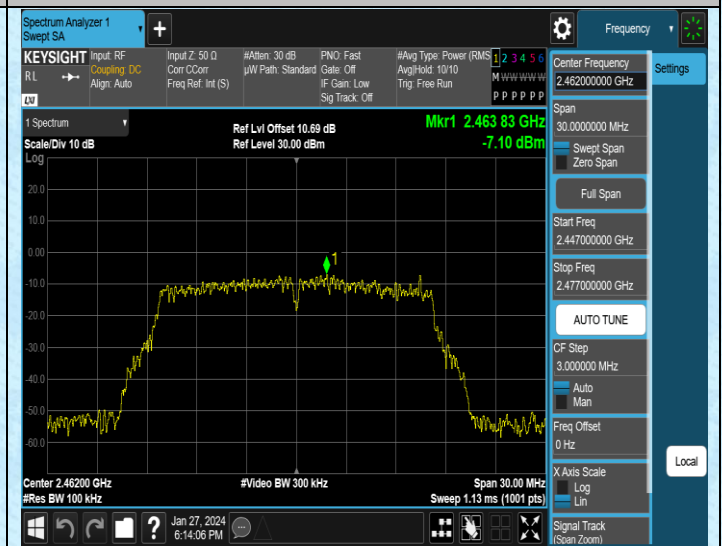 Spectrum Analyzer 1
Swept SA
+
Frequency
KEYSIGHT
RL
LXI
Input: RF
Coupling: DC
Align: Auto
Input Z: 50 Ω
Corr CCorr
Freq Ref: Int (S)
#Atten: 30 dB
µW Path: Standard
PNO: Fast
Gate: Off
IF Gain: Low
Sig Track: Off
#Avg Type: Power (RMS
Avg|Hold: 10/10
Trig: Free Run
1 2 3 4 5 6
M W W W W W
P P P P P P
1 Spectrum
Scale/Div 10 dB
Log
Ref Lvl Offset 10.69 dB
Ref Level 30.00 dBm
Mkr1 2.463 83 GHz
-7.10 dBm
20.0
10.0
0.00
-10.0
-20.0
-30.0
-40.0
-50.0
-60.0
1
Center 2.46200 GHz
#Res BW 100 kHz
#Video BW 300 kHz
Span 30.00 MHz
Sweep 1.13 ms (1001 pts)
Center Frequency
2.462000000 GHz
Span
30.0000000 MHz
Swept Span
Zero Span
Full Span
Start Freq
2.447000000 GHz
Stop Freq
2.477000000 GHz
AUTO TUNE
CF Step
3.000000 MHz
Auto
Man
Freq Offset
0 Hz
X Axis Scale
Log
Lin
Signal Track
(Span Zoom)
Settings
Local
?
Jan 27, 2024
6:14:06 PM